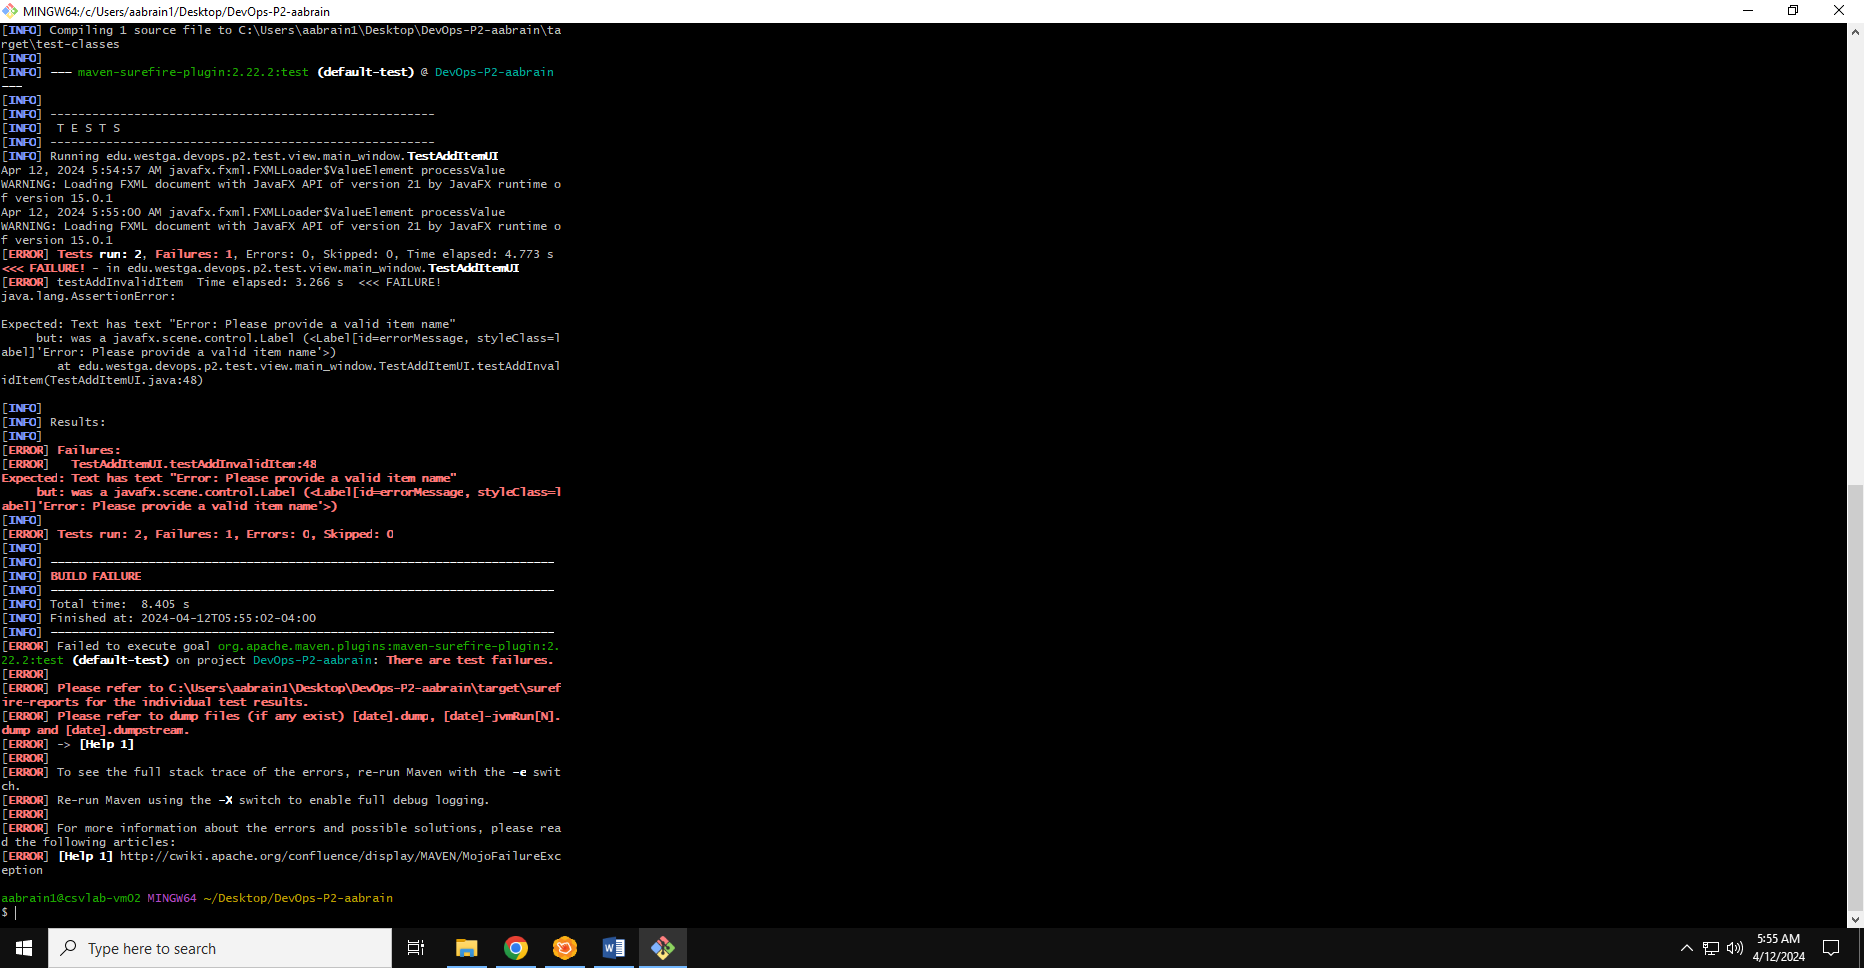 MINGW64:/c/Users/aabrain1/Desktop/DevOps-P2-aabrain
[INFO] Compiling 1 source file to C:\Users\aabrain1\Desktop\DevOps-P2-aabrain\ta
rget\test-classes
[INFO]
[INFO] --- maven-surefire-plugin:2.22.2:test (default-test) @ DevOps-P2-aabrain
---
[INFO]
[INFO] -------------------------------------------------------
[INFO]  T E S T S
[INFO] -------------------------------------------------------
[INFO] Running edu.westga.devops.p2.test.view.main_window.TestAddItemUI
Apr 12, 2024 5:54:57 AM javafx.fxml.FXMLLoader$ValueElement processValue
WARNING: Loading FXML document with JavaFX API of version 21 by JavaFX runtime o
f version 15.0.1
Apr 12, 2024 5:55:00 AM javafx.fxml.FXMLLoader$ValueElement processValue
WARNING: Loading FXML document with JavaFX API of version 21 by JavaFX runtime o
f version 15.0.1
[ERROR] Tests run: 2, Failures: 1, Errors: 0, Skipped: 0, Time elapsed: 4.773 s
<<< FAILURE! - in edu.westga.devops.p2.test.view.main_window.TestAddItemUI
[ERROR] testAddInvalidItem  Time elapsed: 3.266 s  <<< FAILURE!
java.lang.AssertionError:

Expected: Text has text "Error: Please provide a valid item name"
     but: was a javafx.scene.control.Label (<Label[id=errorMessage, styleClass=l
abel]'Error: Please provide a valid item name'>)
        at edu.westga.devops.p2.test.view.main_window.TestAddItemUI.testAddInval
idItem(TestAddItemUI.java:48)

[INFO]
[INFO] Results:
[INFO]
[ERROR] Failures:
[ERROR]   TestAddItemUI.testAddInvalidItem:48
Expected: Text has text "Error: Please provide a valid item name"
     but: was a javafx.scene.control.Label (<Label[id=errorMessage, styleClass=l
abel]'Error: Please provide a valid item name'>)
[INFO]
[ERROR] Tests run: 2, Failures: 1, Errors: 0, Skipped: 0
[INFO]
[INFO] ------------------------------------------------------------------------
[INFO] BUILD FAILURE
[INFO] ------------------------------------------------------------------------
[INFO] Total time:  8.405 s
[INFO] Finished at: 2024-04-12T05:55:02-04:00
[INFO] ------------------------------------------------------------------------
[ERROR] Failed to execute goal org.apache.maven.plugins:maven-surefire-plugin:2.
22.2:test (default-test) on project DevOps-P2-aabrain: There are test failures.
[ERROR]
[ERROR] Please refer to C:\Users\aabrain1\Desktop\DevOps-P2-aabrain\target\suref
ire-reports for the individual test results.
[ERROR] Please refer to dump files (if any exist) [date].dump, [date]-jvmRun[N].
dump and [date].dumpstream.
[ERROR] -> [Help 1]
[ERROR]
[ERROR] To see the full stack trace of the errors, re-run Maven with the -e swit
ch.
[ERROR] Re-run Maven using the -X switch to enable full debug logging.
[ERROR]
[ERROR] For more information about the errors and possible solutions, please rea
d the following articles:
[ERROR] [Help 1] http://cwiki.apache.org/confluence/display/MAVEN/MojoFailureExc
eption

aabrain1@csvlab-vm02 MINGW64 ~/Desktop/DevOps-P2-aabrain
$
Type here to search
5:55 AM
4/12/2024